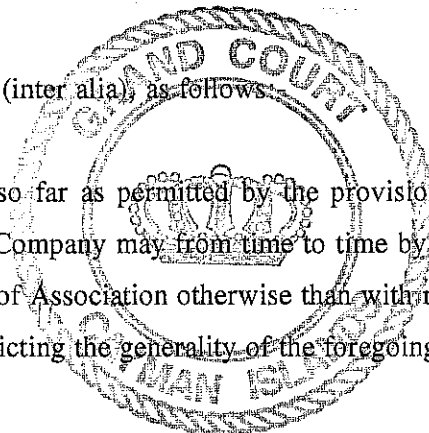 GRAND COURT
(inter alia), as follows:-
so far as permitted by the provisio
Company may from time to time by
of Association otherwise than with r
icting the generality of the foregoing
CAYMAN ISLANDS